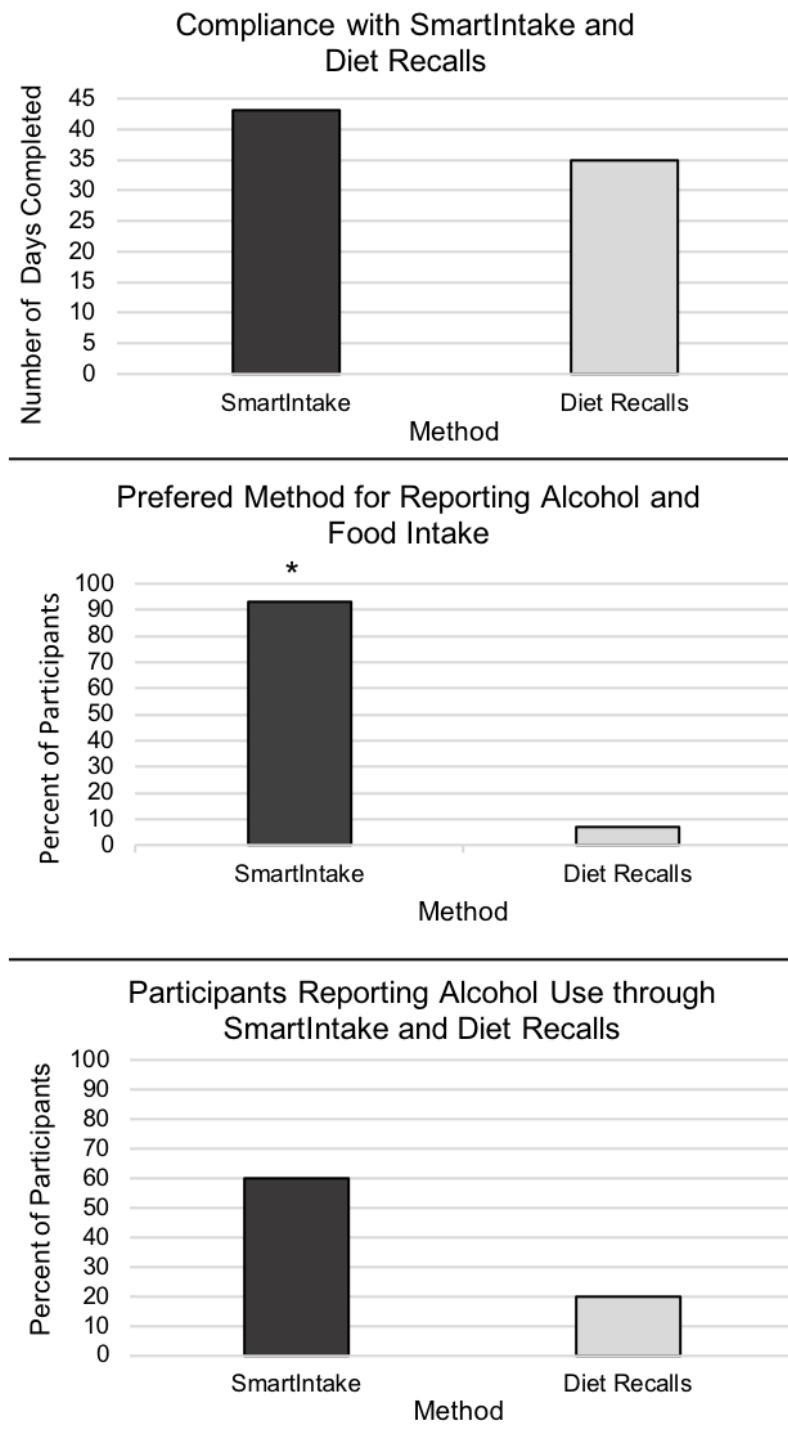 Compliance with SmartIntake and
Diet Recalls
Number of Days Completed
45
40
35
30
25
20
15
10
5
0
SmartIntake
Diet Recalls
Method
Prefered Method for Reporting Alcohol and
Food Intake
*
Percent of Participants
100
90
80
70
60
50
40
30
20
10
0
SmartIntake
Diet Recalls
Method
Participants Reporting Alcohol Use through
SmartIntake and Diet Recalls
Percent of Participants
100
90
80
70
60
50
40
30
20
10
0
SmartIntake
Diet Recalls
Method